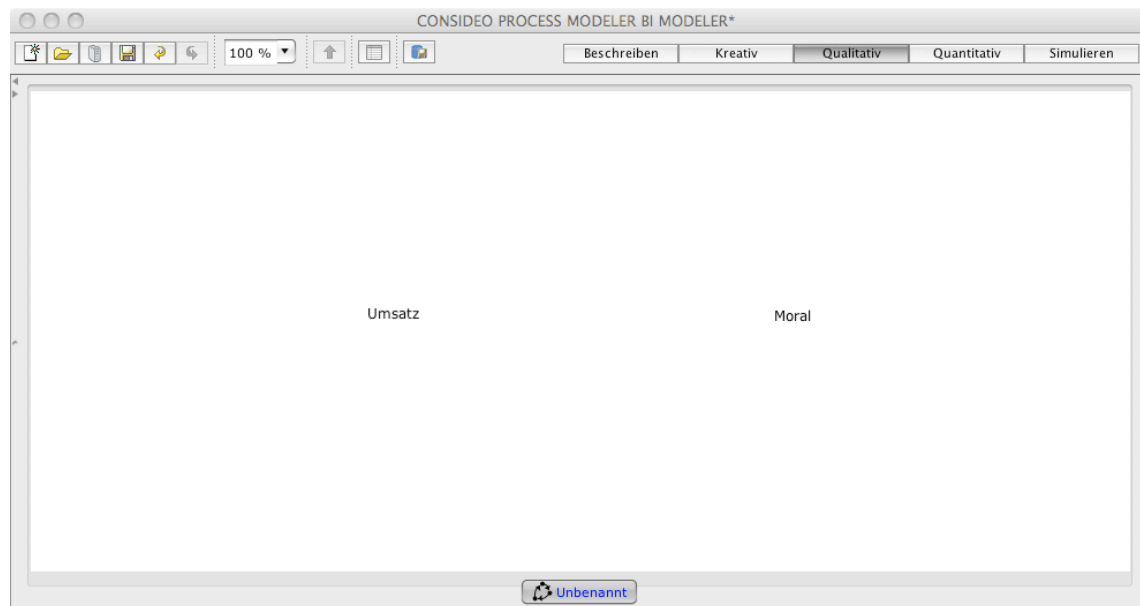 CONSIDEO PROCESS MODELER BI MODELER*
100 % Beschreiben Kreativ Qualitativ Quantitativ Simulieren
Umsatz Moral
Unbenannt